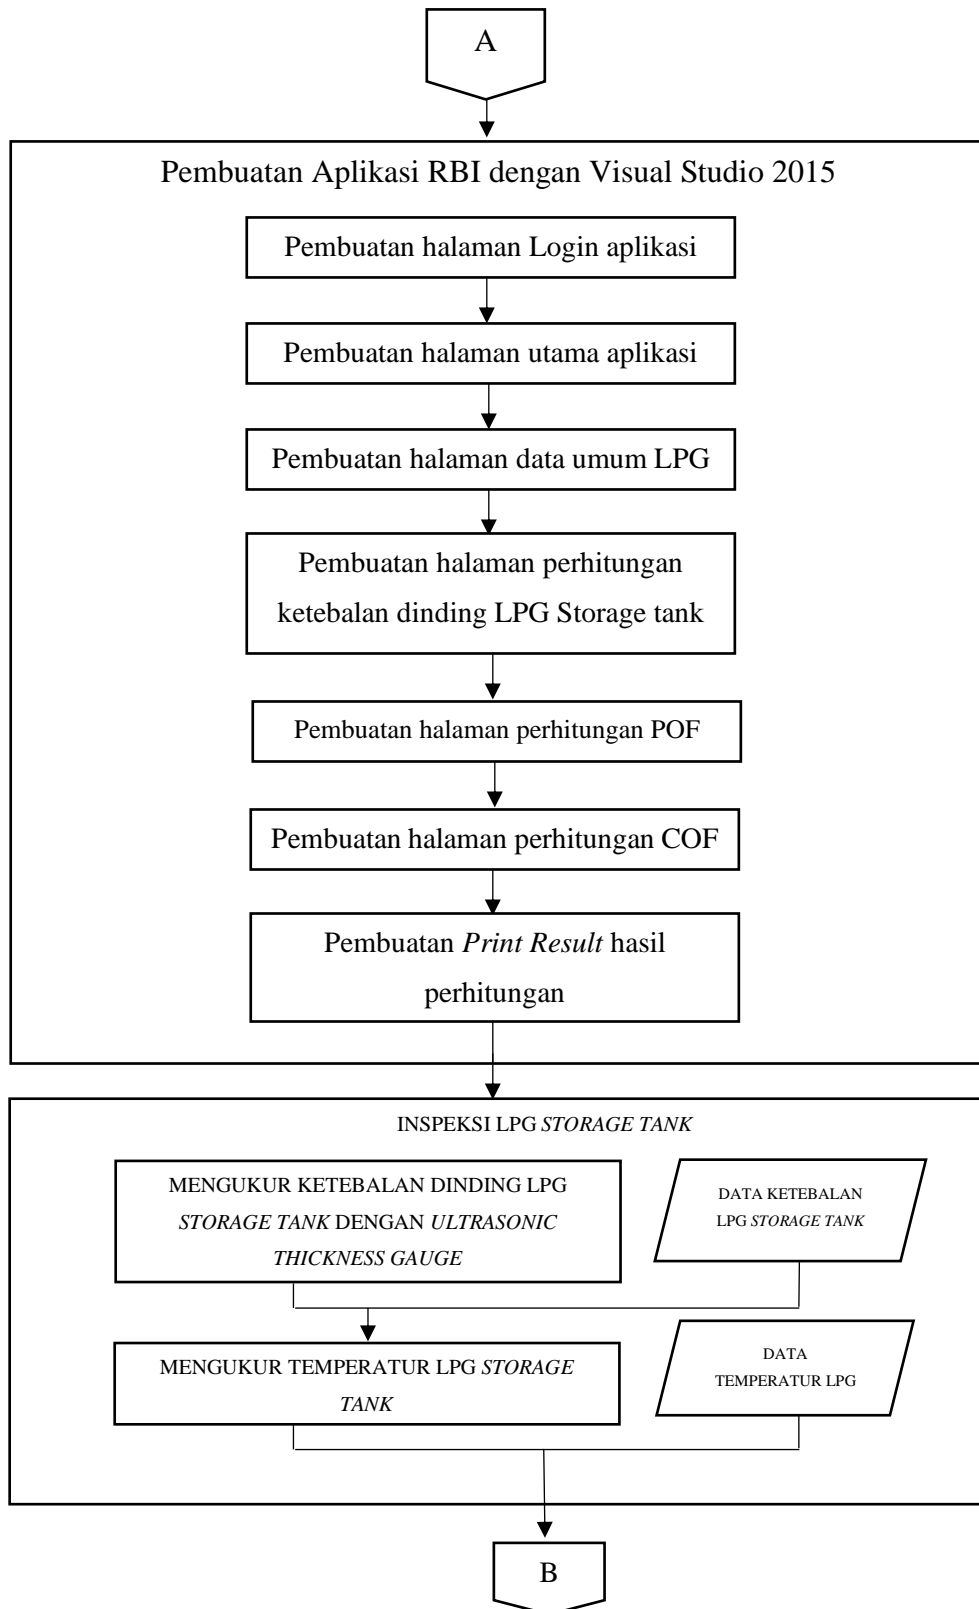 A
Pembuatan Aplikasi RBI dengan Visual Studio 2015
Pembuatan halaman Login aplikasi
Pembuatan halaman utama aplikasi
Pembuatan halaman data umum LPG
Pembuatan halaman perhitungan
ketebalan dinding LPG Storage tank
Pembuatan halaman perhitungan POF
Pembuatan halaman perhitungan COF
Pembuatan Print Result hasil
perhitungan
INSPEKSI LPG STORAGE TANK
MENGUKUR KETEBALAN DINDING LPG
STORAGE TANK DENGAN ULTRASONIC
THICKNESS GAUGE
DATA KETEBALAN
LPG STORAGE TANK
MENGUKUR TEMPERATUR LPG STORAGE
TANK
DATA
TEMPERATUR LPG
B